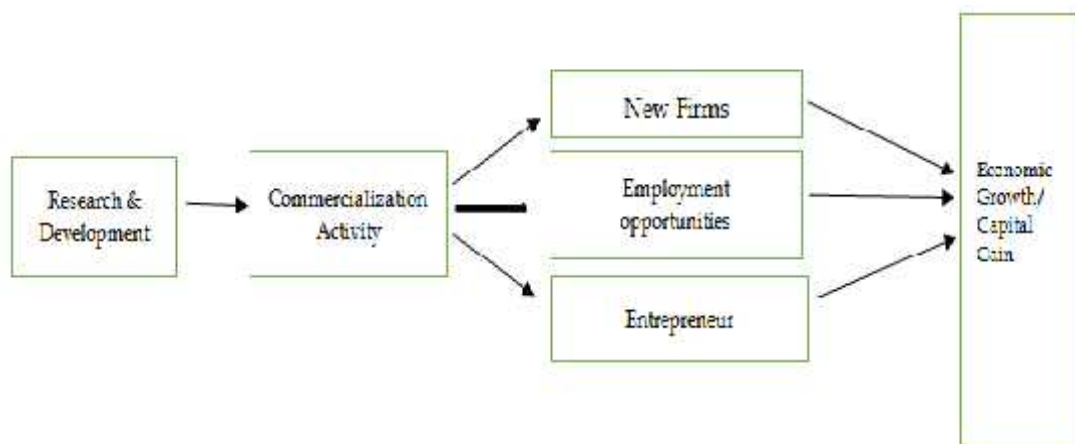 Research &
Development
Commercialization
Activity
New Firms
Employment
opportunities
Entrepreneur
Economic
Growth/
Capital
Gain